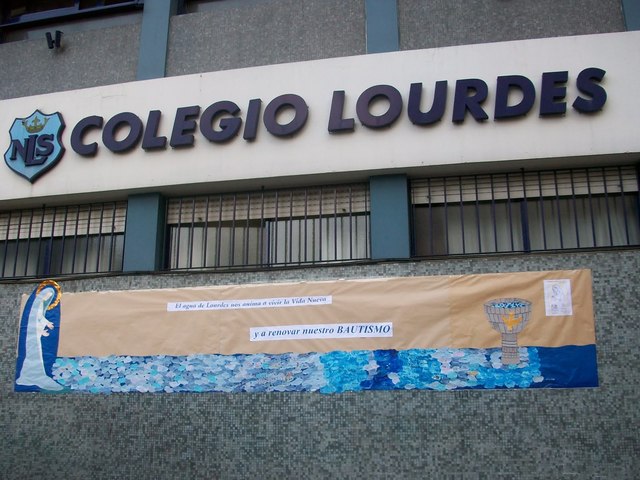 NLS
COLEGIO LOURDES
El agua de Lourdes nos anima a vivir la Vida Nueva
y a renovar nuestro BAUTISMO